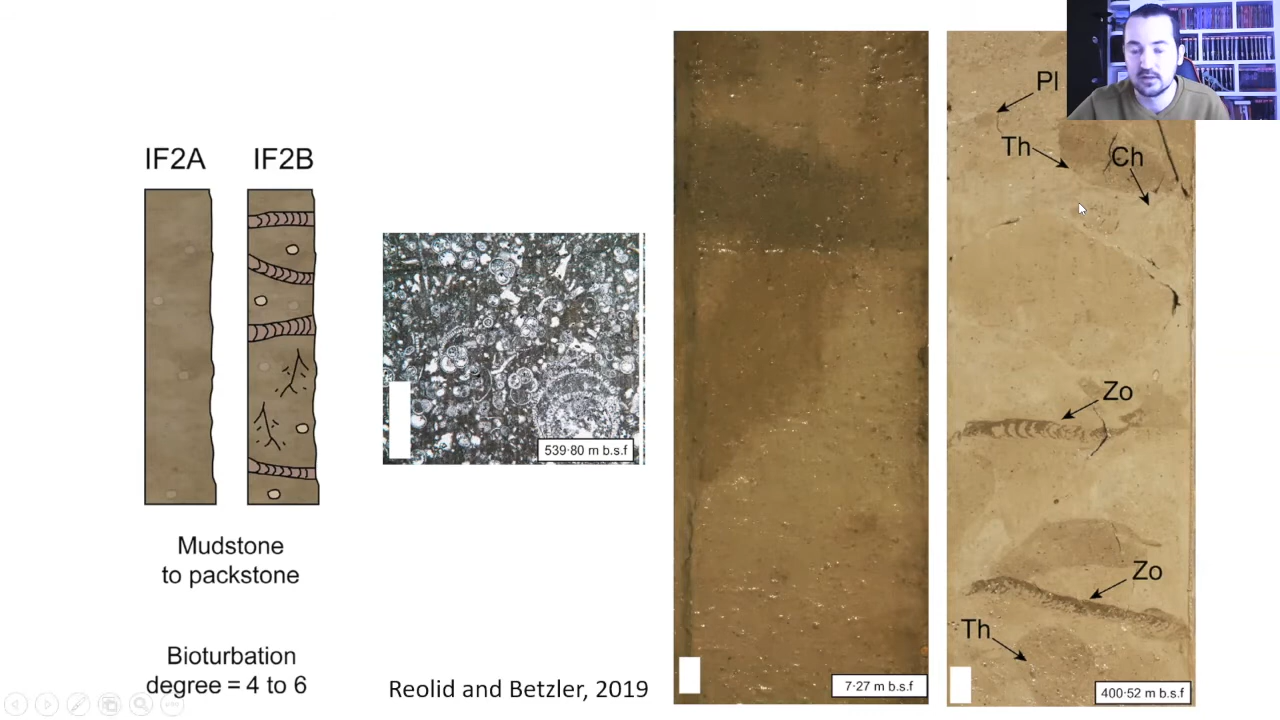 IF2A IF2B
Mudstone
to packstone
Bioturbation
degree = 4 to 6
539·80 m b.s.f
Reolid and Betzler, 2019
7·27 m b.s.f
Pl
Th
Ch
Zo
Zo
Th
400·52 m b.s.f